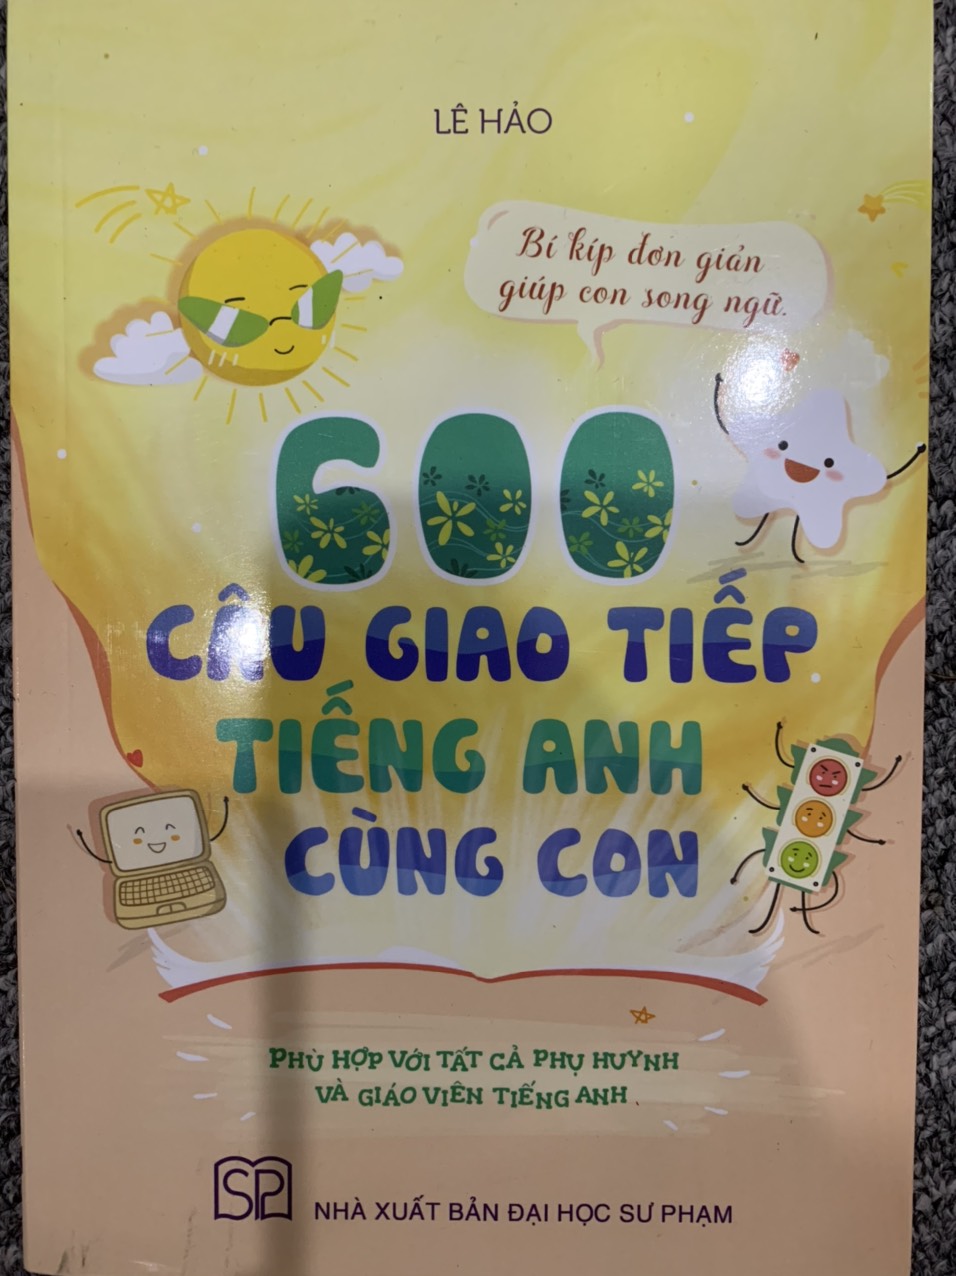 LÊ HẢO
Bí kíp đơn giản
giúp con song ngữ.
600
CÂU GIAO TIẾP
TIẾNG ANH
CÙNG CON
PHÙ HỢP VỚI TẤT CẢ PHỤ HUYNH
VÀ GIÁO VIÊN TIẾNG ANH
SP
NHÀ XUẤT BẢN ĐẠI HỌC SƯ PHẠM